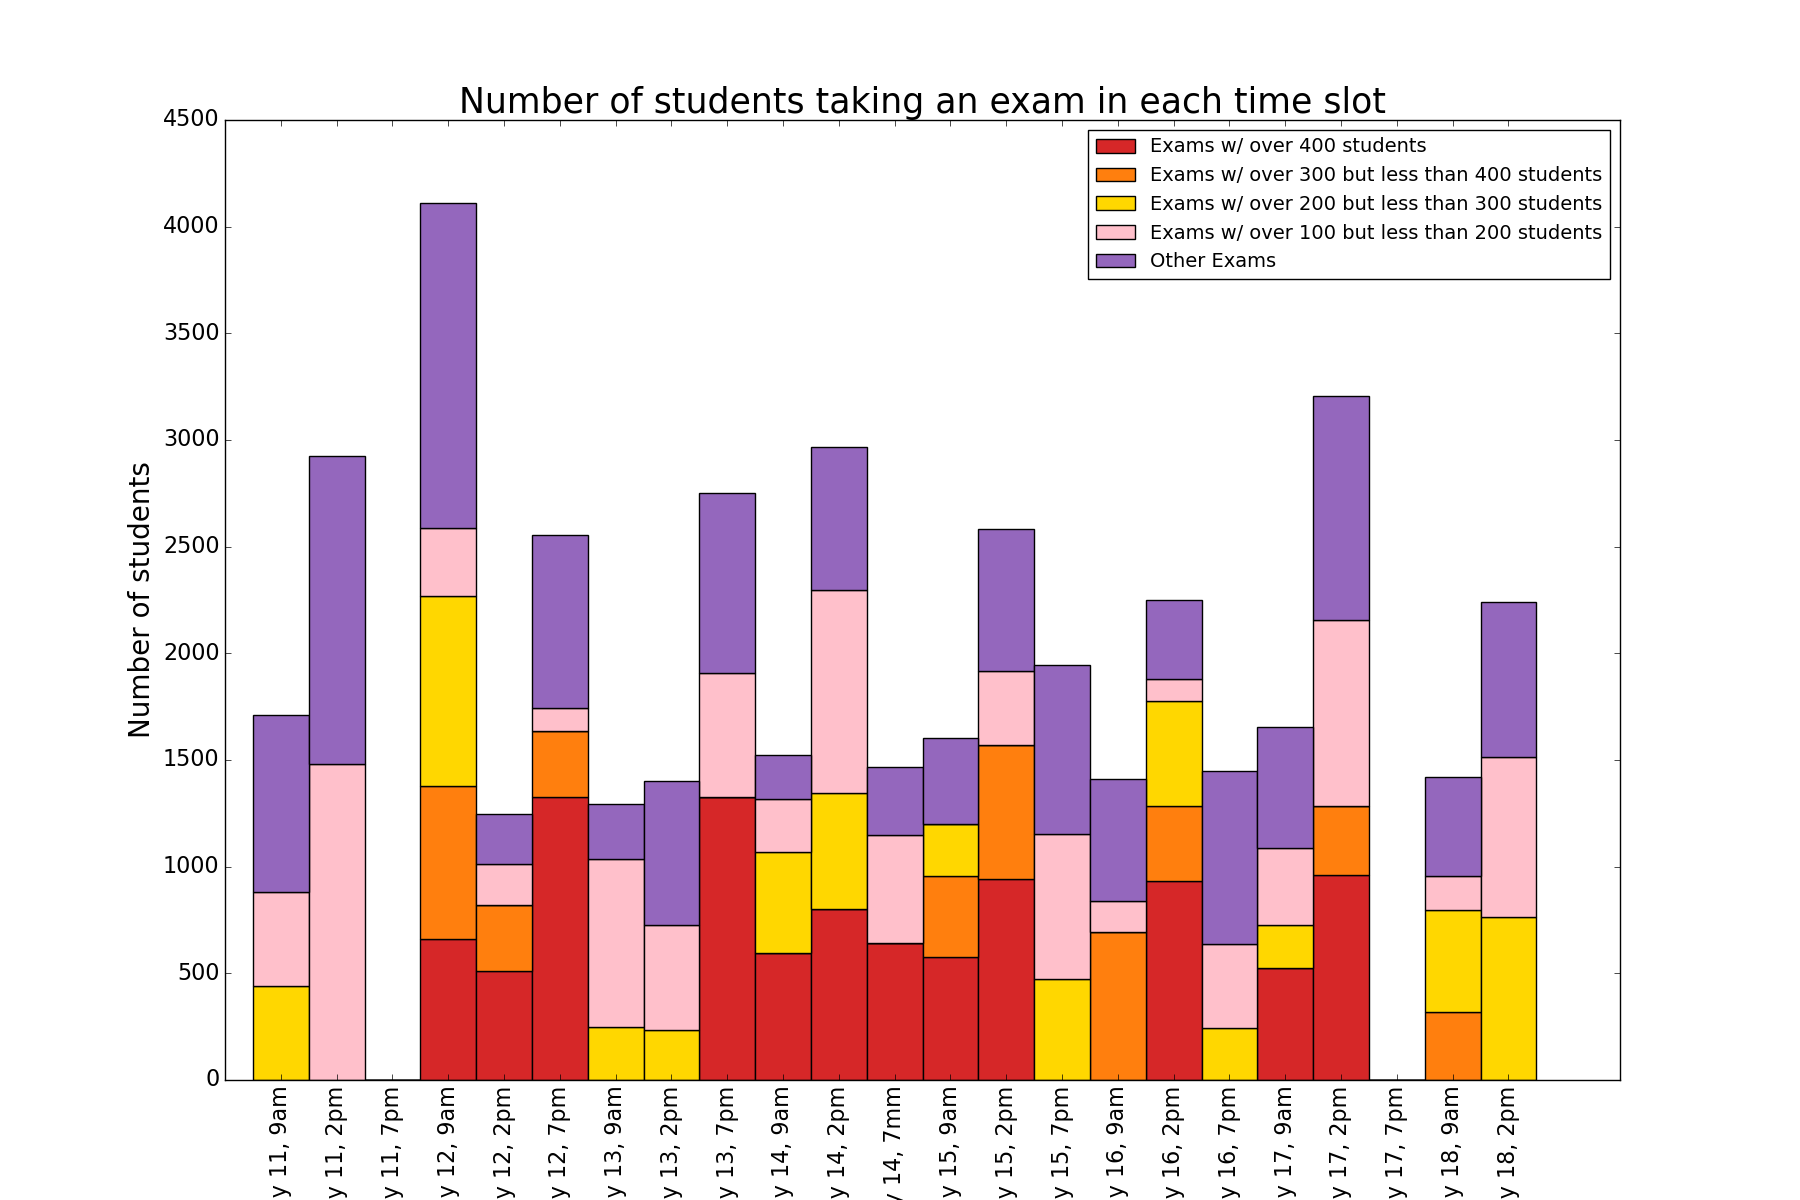 Number of students taking an exam in each time slot
Number of students
4500
4000
3500
3000
2500
2000
1500
1000
500
0
Exams w/ over 400 students
Exams w/ over 300 but less than 400 students
Exams w/ over 200 but less than 300 students
Exams w/ over 100 but less than 200 students
Other Exams
y 11, 9am
y 11, 2pm
y 11, 7pm
y 12, 9am
y 12, 2pm
y 12, 7pm
y 13, 9am
y 13, 2pm
y 13, 7pm
y 14, 9am
y 14, 2pm
y 14, 7mm
y 15, 9am
y 15, 2pm
y 15, 7pm
y 16, 9am
y 16, 2pm
y 16, 7pm
y 17, 9am
y 17, 2pm
y 17, 7pm
y 18, 9am
y 18, 2pm